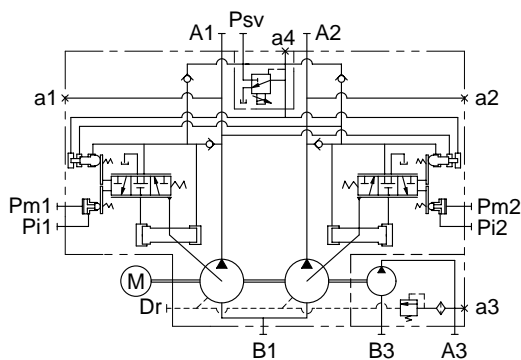 A1 Psv a4 A2
a1 a2
Pm1 Pm2
Pi1 Pi2
M
Dr a3
B1 B3 A3